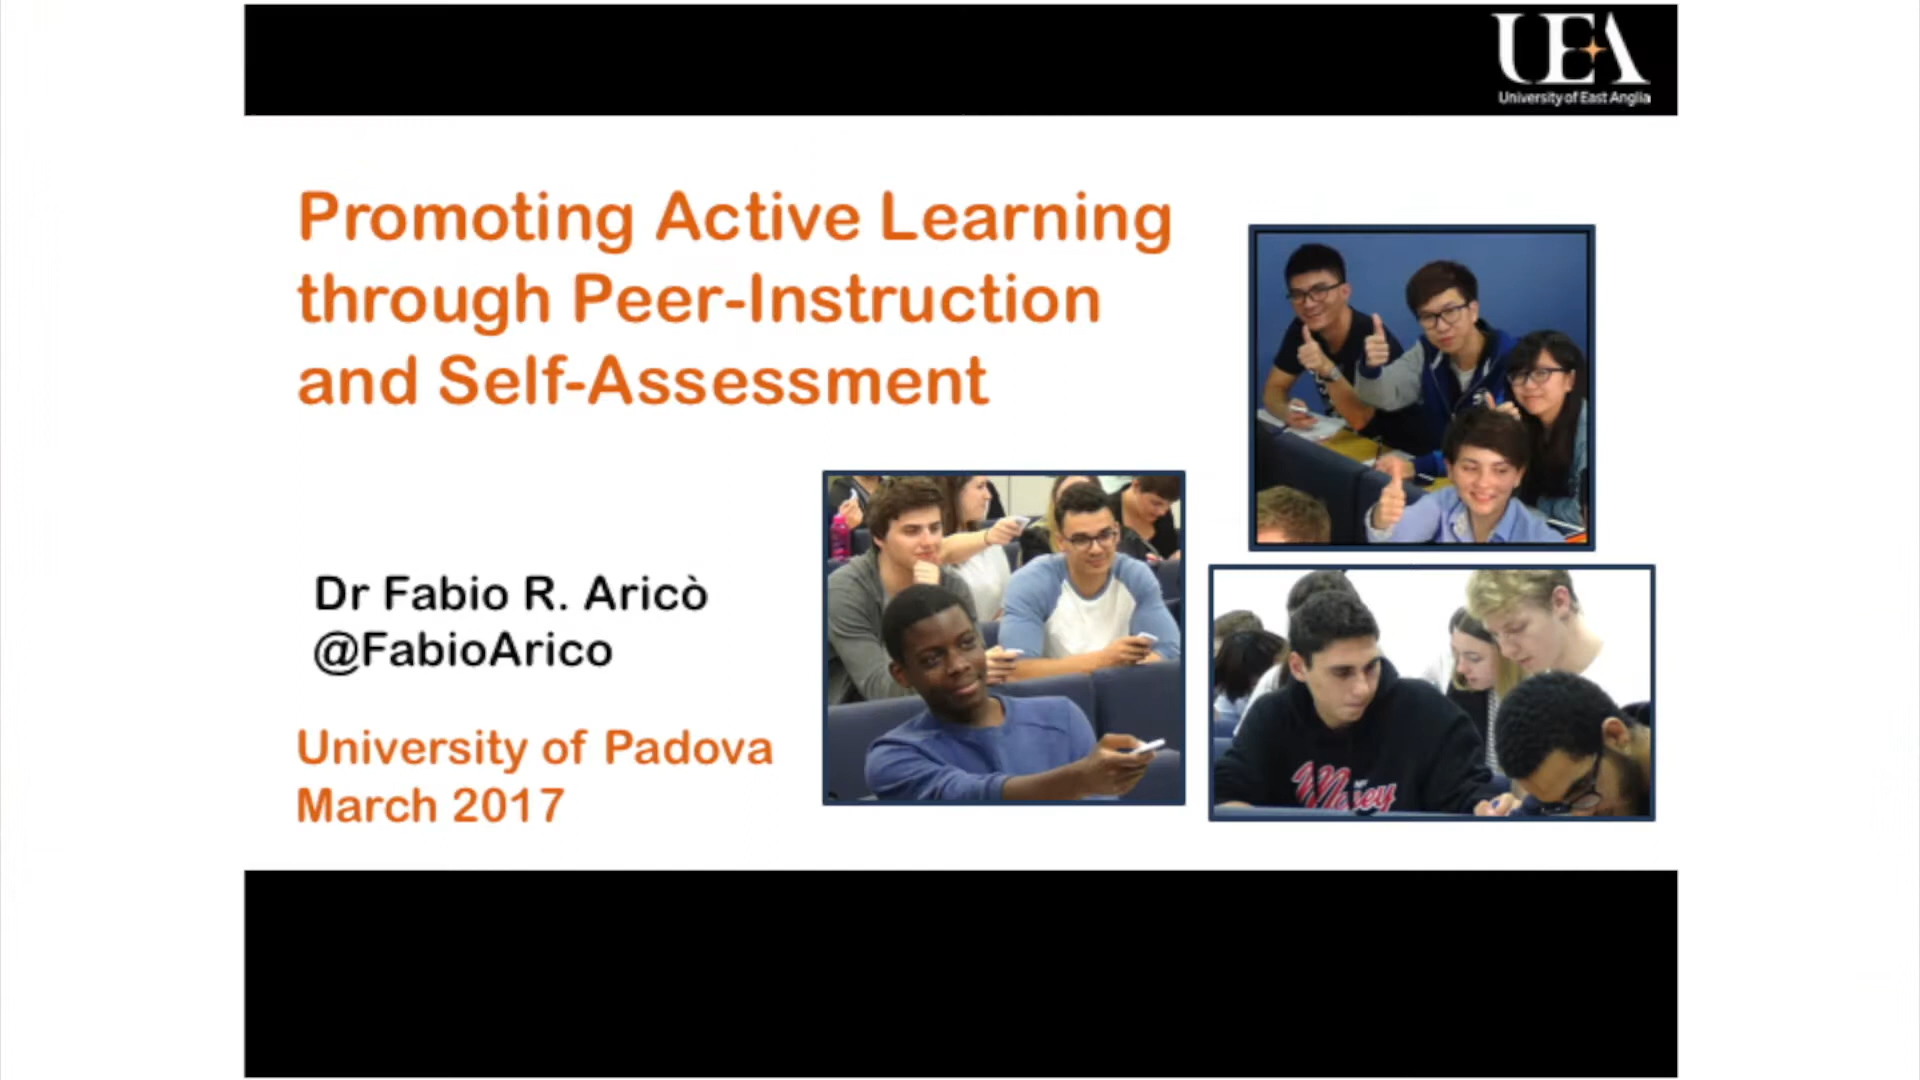 UEA
University of East Anglia
Promoting Active Learning
through Peer-Instruction
and Self-Assessment
Dr Fabio R. Aricò
@FabioArico
University of Padova
March 2017